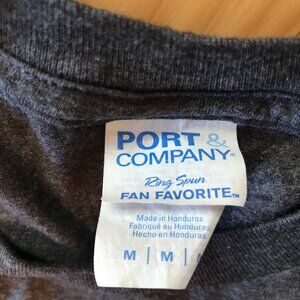 PORT &
COMPANY®
Ring Spun
FAN FAVORITE™
Made in Honduras
Fabriqué au Honduras
Hecho en Honduras
M | M | M